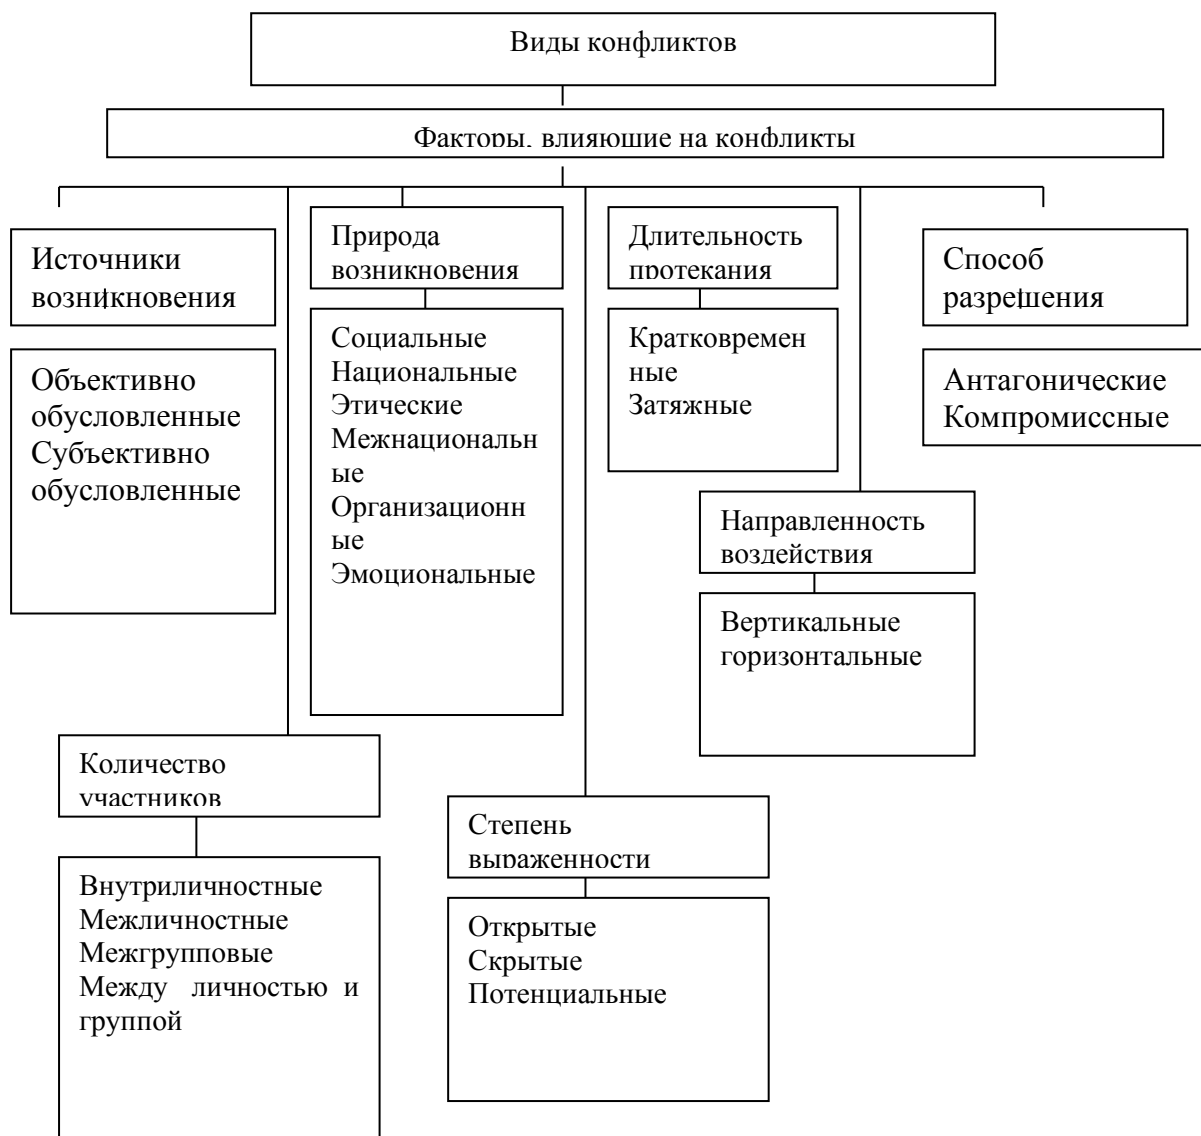 Виды конфликтов
Факторы, влияющие на конфликты
Источники
возникновения
Объективно
обусловленные
Субъективно
обусловленные
Природа
возникновения
Социальные
Национальные
Этические
Межнациональн
ые
Организационн
ые
Эмоциональные
Длительность
протекания
Кратковремен
ные
Затяжные
Способ
разрешения
Антагонические
Компромиссные
Направленность
воздействия
Вертикальные
горизонтальные
Количество
участников
Внутриличностные
Межличностные
Межгрупповые
Между личностью и
группой
Степень
выраженности
Открытые
Скрытые
Потенциальные